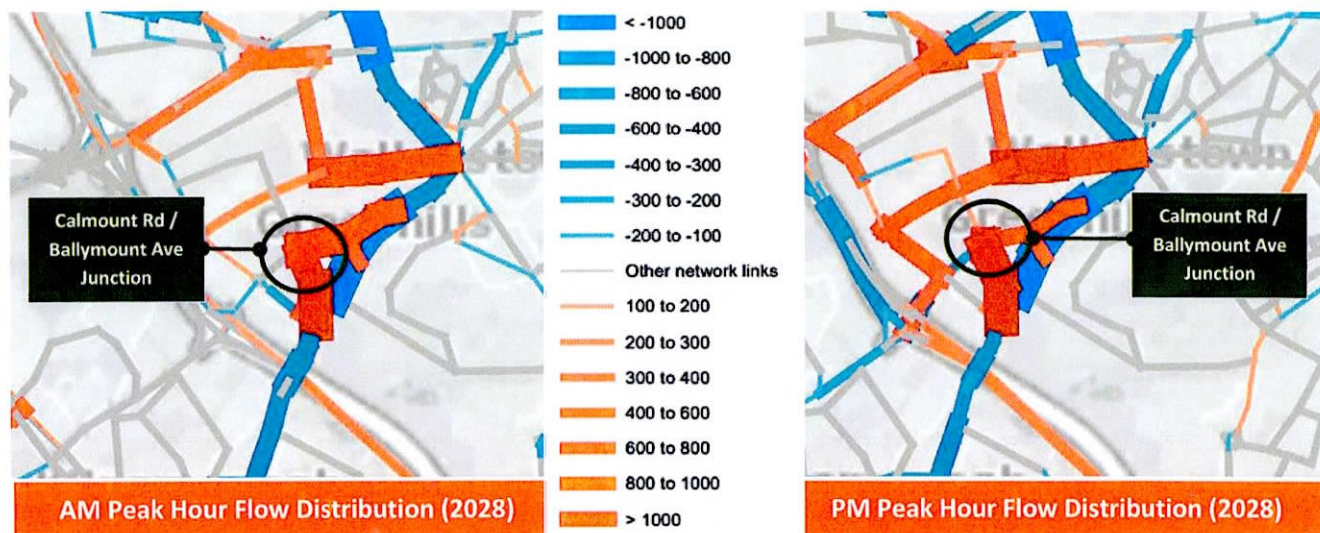 Calmount Rd /
Ballymount Ave
Junction
AM Peak Hour Flow Distribution (2028)
< -1000
-1000 to -800
-800 to -600
-600 to -400
-400 to -300
-300 to -200
-200 to -100
Other network links
100 to 200
200 to 300
300 to 400
400 to 600
600 to 800
800 to 1000
> 1000
Calmount Rd /
Ballymount Ave
Junction
PM Peak Hour Flow Distribution (2028)